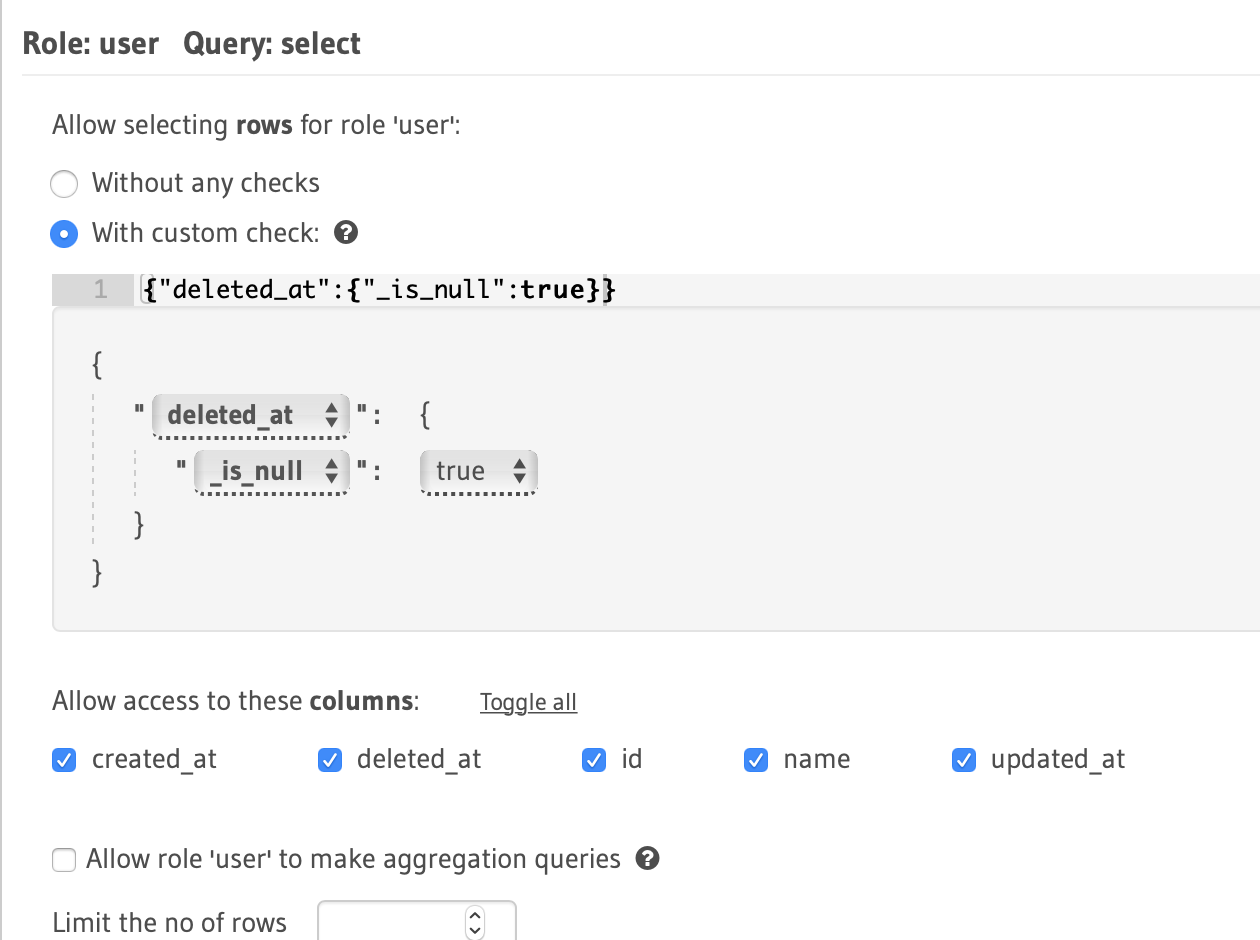 Role: user Query: select
Allow selecting rows for role 'user':
Without any checks
With custom check: ?
1 {"deleted_at":{"_is_null":true}}
{
"deleted_at": {
"_is_null": true
}
}
Allow access to these columns: Toggle all
created_at deleted_at id name updated_at
Allow role 'user' to make aggregation queries ?
Limit the no of rows